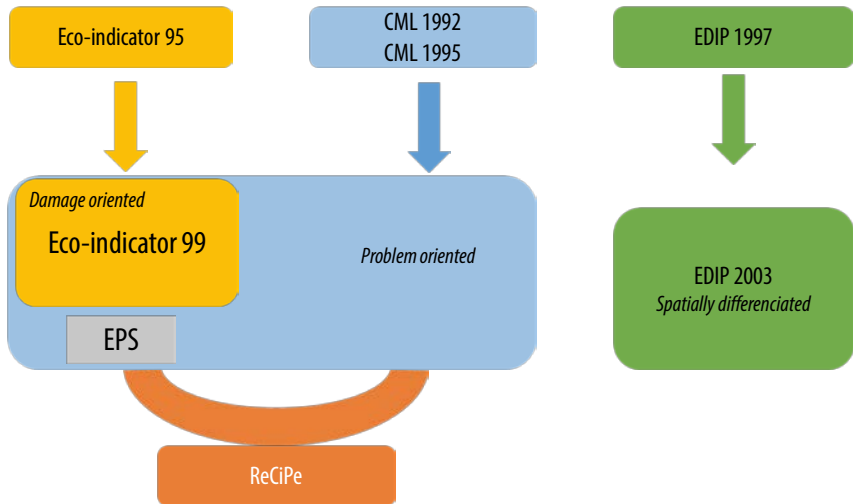 Eco-indicator 95
CML 1992
CML 1995
EDIP 1997
Damage oriented
Eco-indicator 99
Problem oriented
EPS
EDIP 2003
Spatially differenciated
ReCiPe